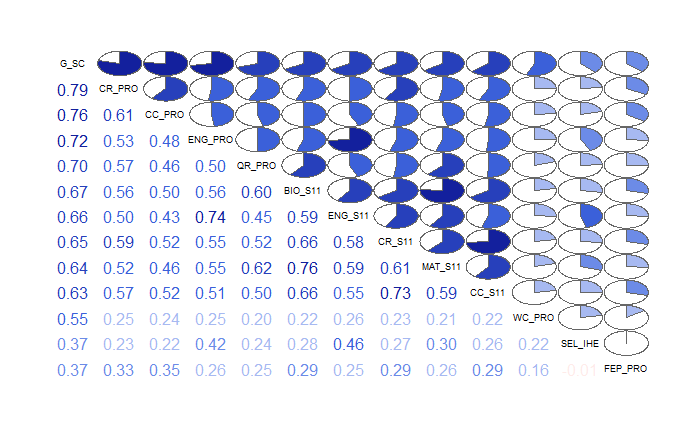 G_SC
0.79 CR_PRO
0.76 0.61 CC_PRO
0.72 0.53 0.48 ENG_PRO
0.70 0.57 0.46 0.50 QR_PRO
0.67 0.56 0.50 0.56 0.60 BIO_S11
0.66 0.50 0.43 0.74 0.45 0.59 ENG_S11
0.65 0.59 0.52 0.55 0.52 0.66 0.58 CR_S11
0.64 0.52 0.46 0.55 0.62 0.76 0.59 0.61 MAT_S11
0.63 0.57 0.52 0.51 0.50 0.66 0.55 0.73 0.59 CC_S11
0.55 0.25 0.24 0.25 0.20 0.22 0.26 0.23 0.21 0.22 WC_PRO
0.37 0.23 0.22 0.42 0.24 0.28 0.46 0.27 0.30 0.26 0.22 SEL_IHE
0.37 0.33 0.35 0.26 0.25 0.29 0.25 0.29 0.26 0.29 0.16 -0.01 FEP_PRO